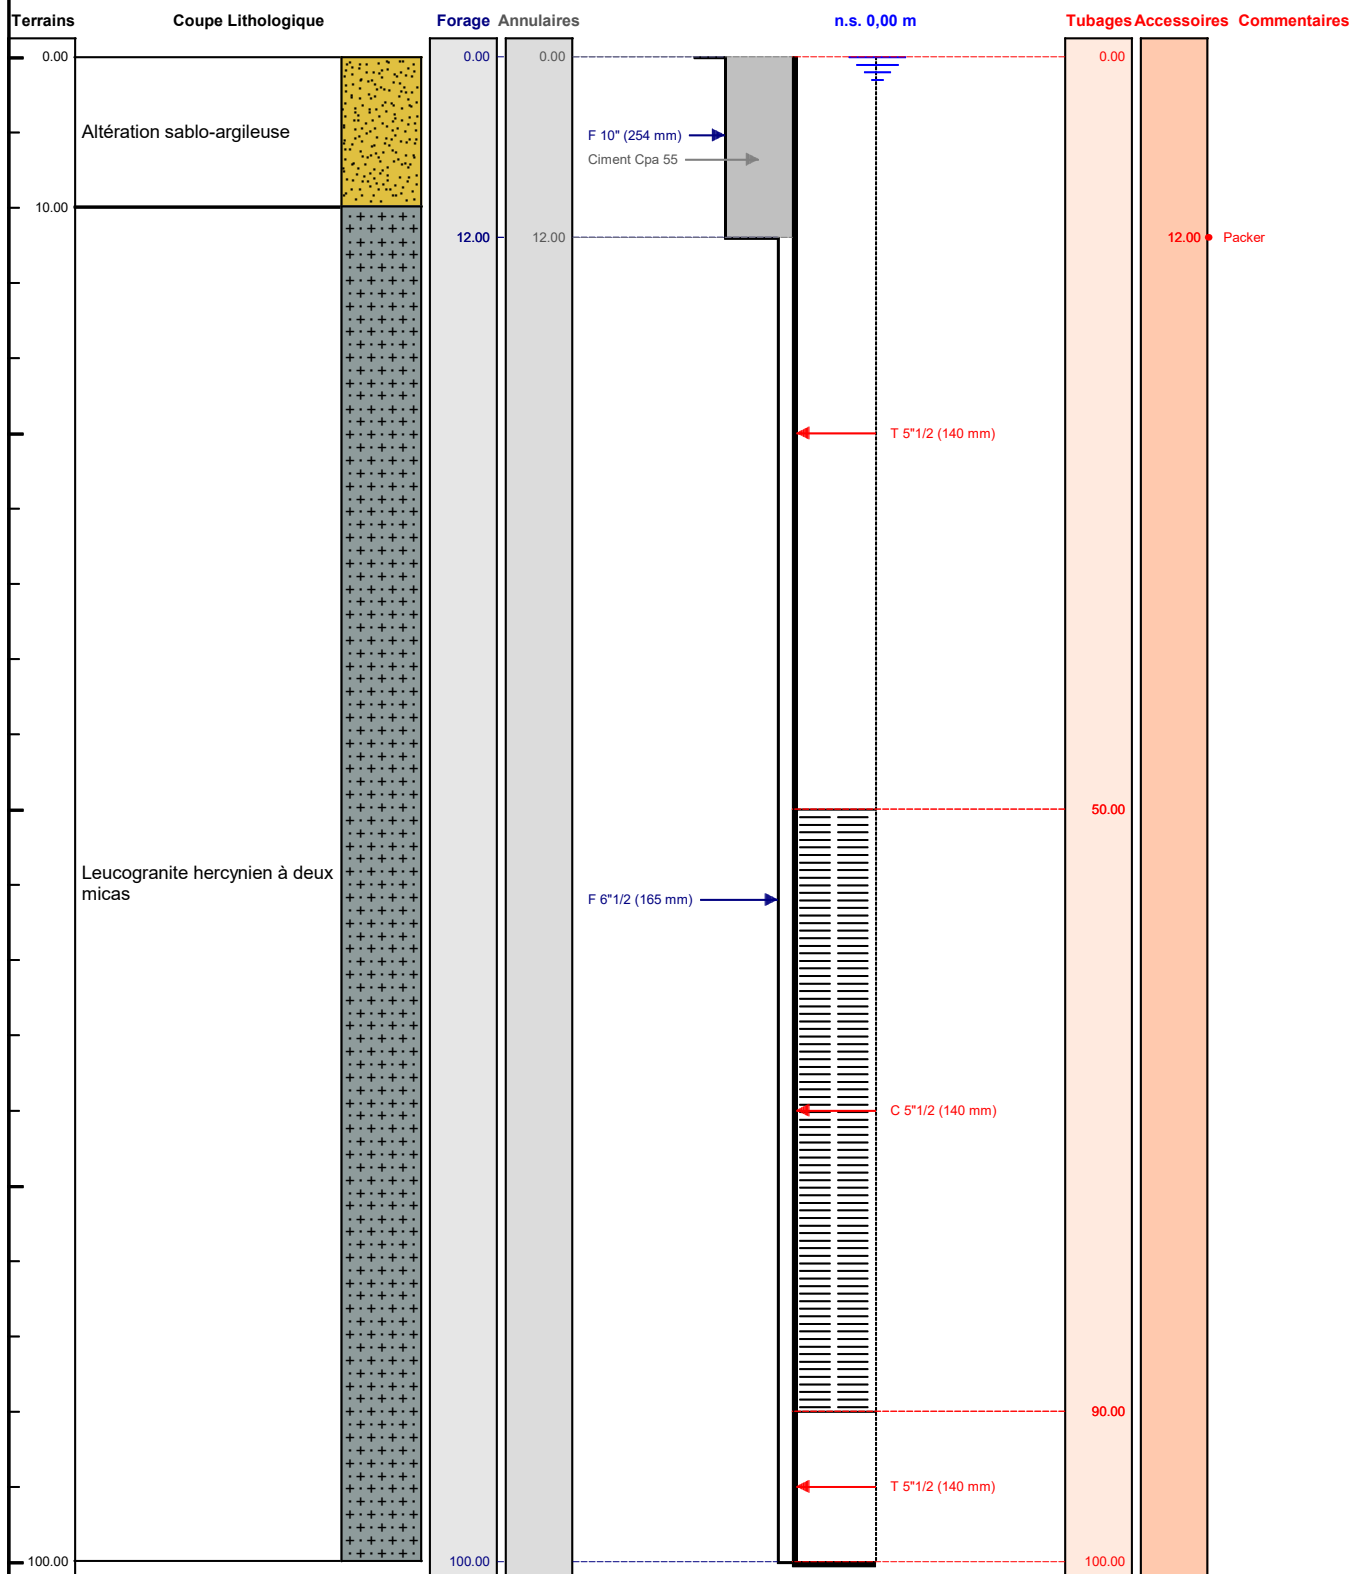 Terrains Coupe Lithologique Forage Annulaires n.s. 0,00 m Tubages Accessoires Commentaires
0.00 0.00 0.00 0.00
Altération sablo-argileuse
F 10" (254 mm)
Ciment Cpa 55
10.00
12.00 12.00 12.00 Packer
T 5"1/2 (140 mm)
50.00
Leucogranite hercynien à deux
micas
F 6"1/2 (165 mm)
C 5"1/2 (140 mm)
90.00
T 5"1/2 (140 mm)
100.00 100.00 100.00